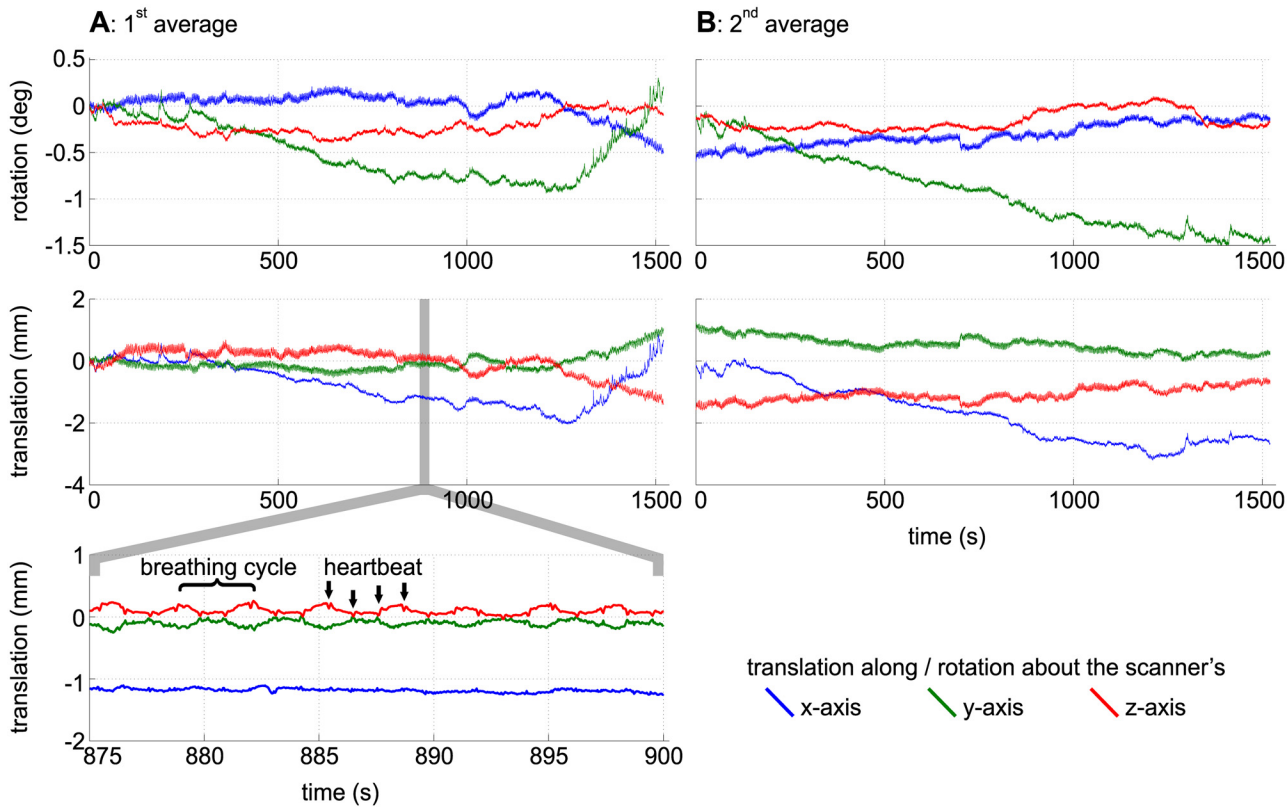 A: 1st average
B: 2nd average
rotation (deg)
0.5
0
-0.5
-1
-1.5
0 500 1000 1500
0 500 1000 1500
translation (mm)
2
0
-2
-4
0 500 1000 1500
0 500 1000 1500
time (s)
translation (mm)
1
0
-1
-2
breathing cycle heartbeat
875 880 885 890 895 900
time (s)
translation along / rotation about the scanner's
x-axis y-axis z-axis